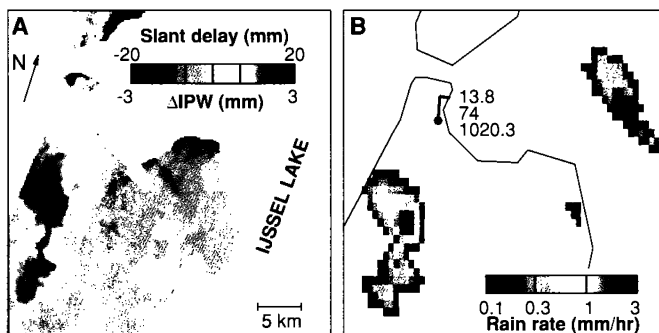 A
Slant delay (mm)
-20 20
N
-3 ΔIPW (mm) 3
IJSSEL LAKE
5 km
B
13.8
74
1020.3
0.1 0.3 1 3
Rain rate (mm/hr)